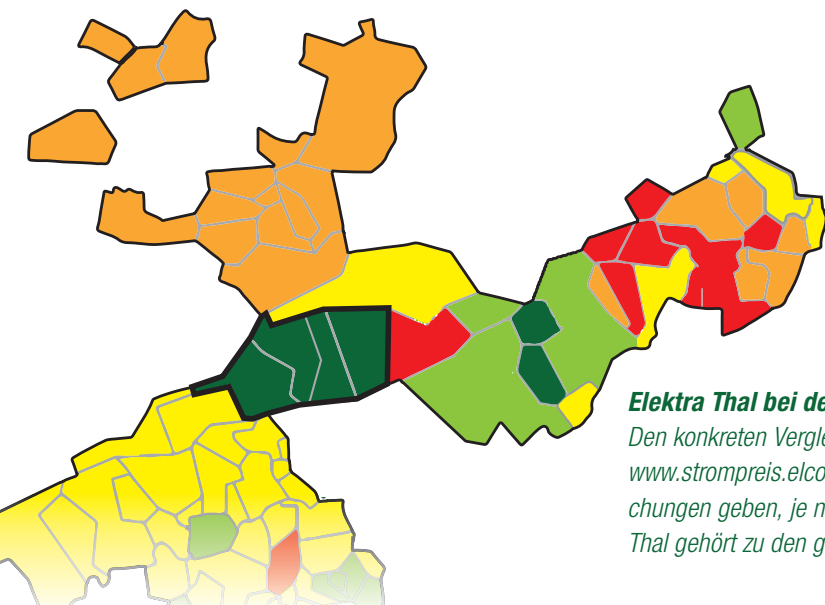 Elektra Thal bei de
Den konkreten Vergle
www.strompreis.elco
chungen geben, je n
Thal gehört zu den g